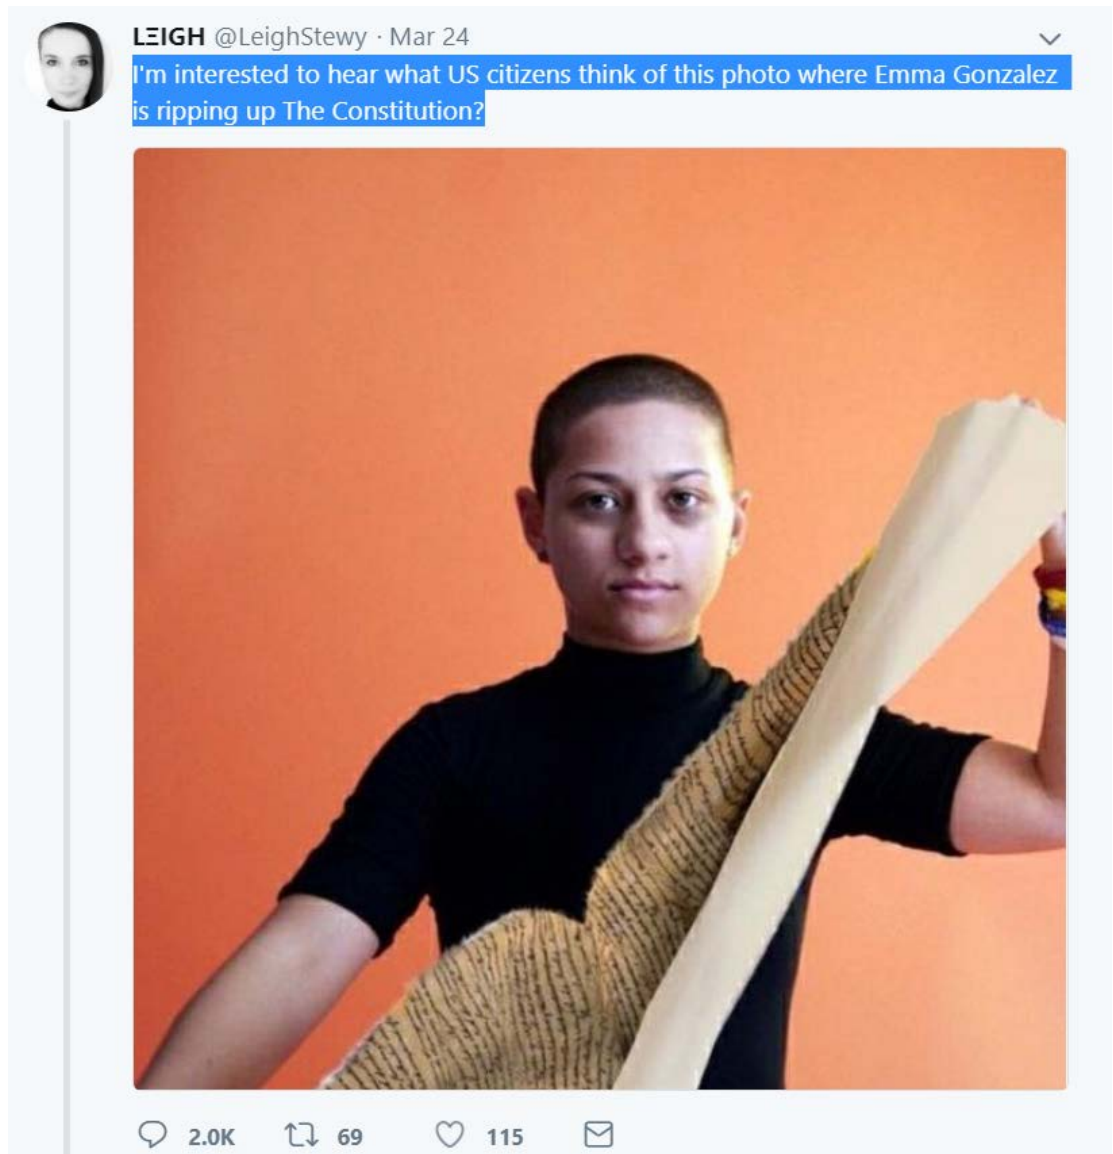 LΞIGH @LeighStewy · Mar 24
I'm interested to hear what US citizens think of this photo where Emma Gonzalez
is ripping up The Constitution?
2.0K 69 115